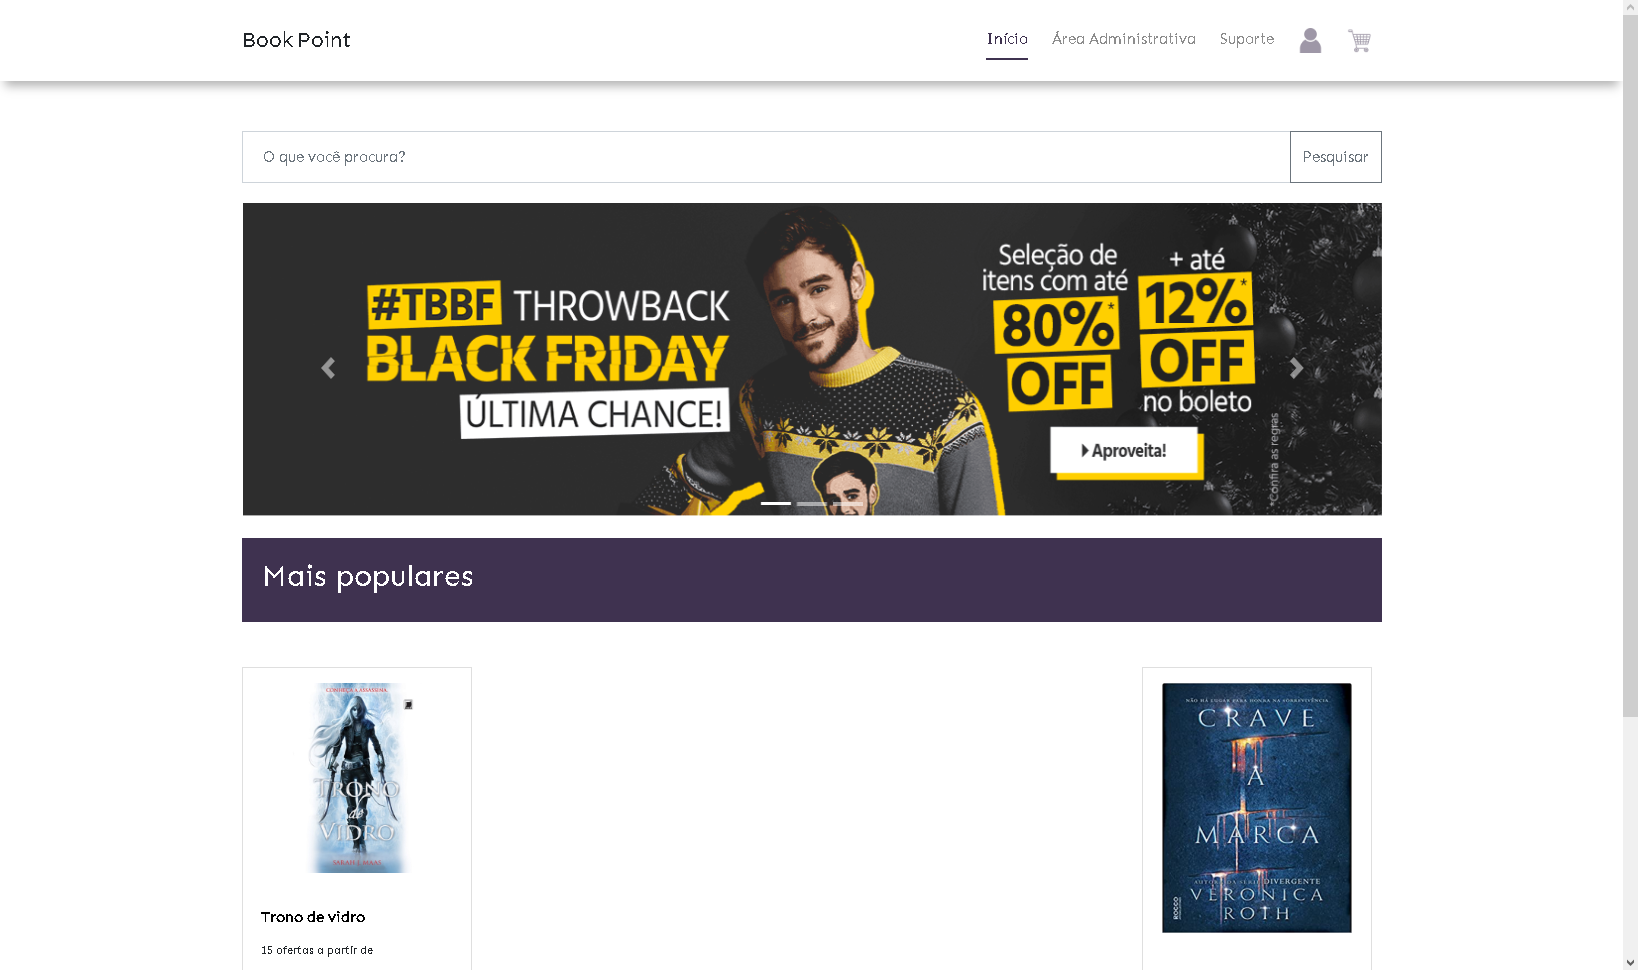 Book Point
Início
Área Administrativa
Suporte
O que você procura?
Pesquisar
#TBBF THROWBACK
BLACK FRIDAY
ÚLTIMA CHANCE!
Seleção de
itens com até
80%*
OFF
+ até
12%*
OFF
no boleto
Aproveita!
*Confira as regras
Mais populares
CONHEÇA A ASSASSINA
TRONO
de
VIDRO
SARAH J. MAAS
Trono de vidro
15 ofertas a partir de
NÃO HÁ LUGAR PARA HONRA NA SOBREVIVÊNCIA
CRAVE
A
MARCA
AUTORA DA SÉRIE DIVERGENTE
VERONICA
ROTH
ROCCO